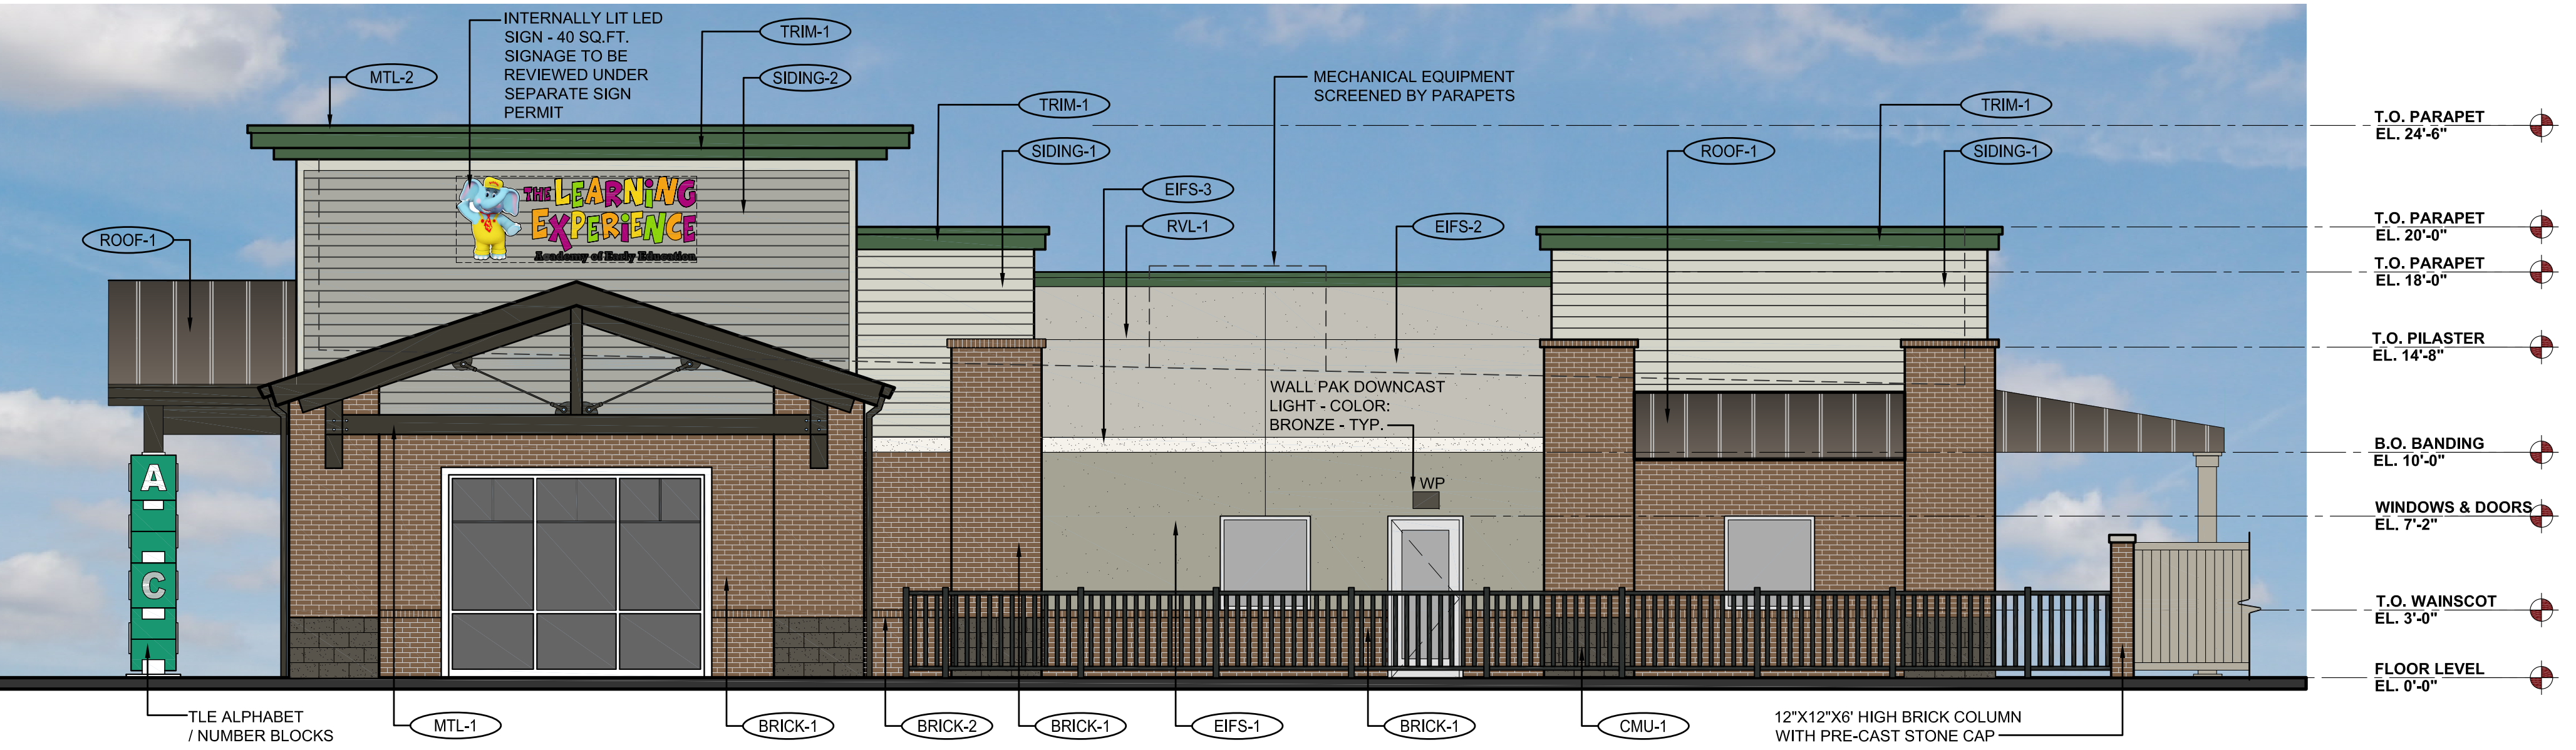 INTERNALLY LIT LED
SIGN - 40 SQ.FT.
SIGNAGE TO BE
REVIEWED UNDER
SEPARATE SIGN
PERMIT
TRIM-1
MTL-2
SIDING-2
MECHANICAL EQUIPMENT
SCREENED BY PARAPETS
TRIM-1
TRIM-1
SIDING-1
ROOF-1
SIDING-1
EIFS-3
RVL-1
EIFS-2
ROOF-1
THE LEARNING
EXPERIENCE
Academy of Early Education
WALL PAK DOWNCAST
LIGHT - COLOR:
BRONZE - TYP.
WP
A
C
T.O. PARAPET
EL. 24'-6"
T.O. PARAPET
EL. 20'-0"
T.O. PARAPET
EL. 18'-0"
T.O. PILASTER
EL. 14'-8"
B.O. BANDING
EL. 10'-0"
WINDOWS & DOORS
EL. 7'-2"
T.O. WAINSCOT
EL. 3'-0"
FLOOR LEVEL
EL. 0'-0"
TLE ALPHABET
/ NUMBER BLOCKS
MTL-1
BRICK-1
BRICK-2
BRICK-1
EIFS-1
BRICK-1
CMU-1
12"X12"X6' HIGH BRICK COLUMN
WITH PRE-CAST STONE CAP